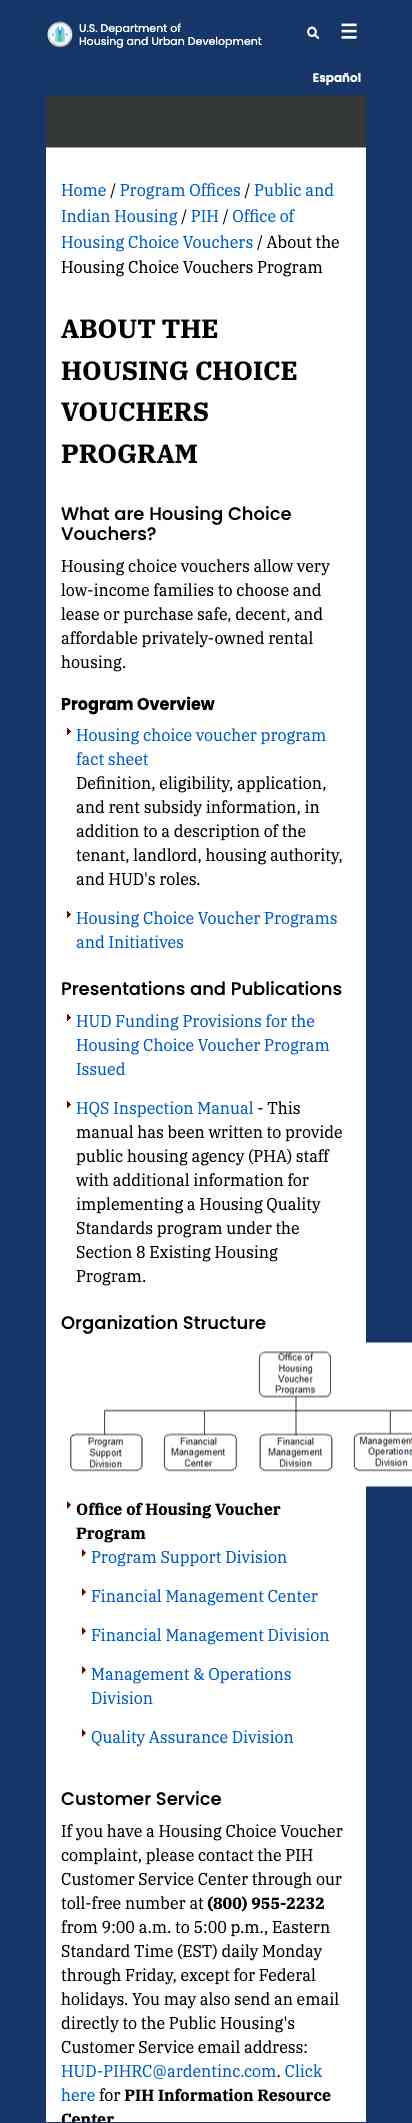 U.S. Department of
Housing and Urban Development
Español
Home / Program Offices / Public and
Indian Housing / PIH / Office of
Housing Choice Vouchers / About the
Housing Choice Vouchers Program
ABOUT THE
HOUSING CHOICE
VOUCHERS
PROGRAM
What are Housing Choice
Vouchers?
Housing choice vouchers allow very
low-income families to choose and
lease or purchase safe, decent, and
affordable privately-owned rental
housing.
Program Overview
Housing choice voucher program
fact sheet
Definition, eligibility, application,
and rent subsidy information, in
addition to a description of the
tenant, landlord, housing authority,
and HUD's roles.
Housing Choice Voucher Programs
and Initiatives
Presentations and Publications
HUD Funding Provisions for the
Housing Choice Voucher Program
Issued
HQS Inspection Manual - This
manual has been written to provide
public housing agency (PHA) staff
with additional information for
implementing a Housing Quality
Standards program under the
Section 8 Existing Housing
Program.
Organization Structure
Office of
Housing
Voucher
Programs
Program
Support
Division
Financial
Management
Center
Financial
Management
Division
Management
Operations
Division
Office of Housing Voucher
Program
Program Support Division
Financial Management Center
Financial Management Division
Management & Operations
Division
Quality Assurance Division
Customer Service
If you have a Housing Choice Voucher
complaint, please contact the PIH
Customer Service Center through our
toll-free number at (800) 955-2232
from 9:00 a.m. to 5:00 p.m., Eastern
Standard Time (EST) daily Monday
through Friday, except for Federal
holidays. You may also send an email
directly to the Public Housing's
Customer Service email address:
HUD-PIHRC@ardentinc.com. Click
here for PIH Information Resource
Center